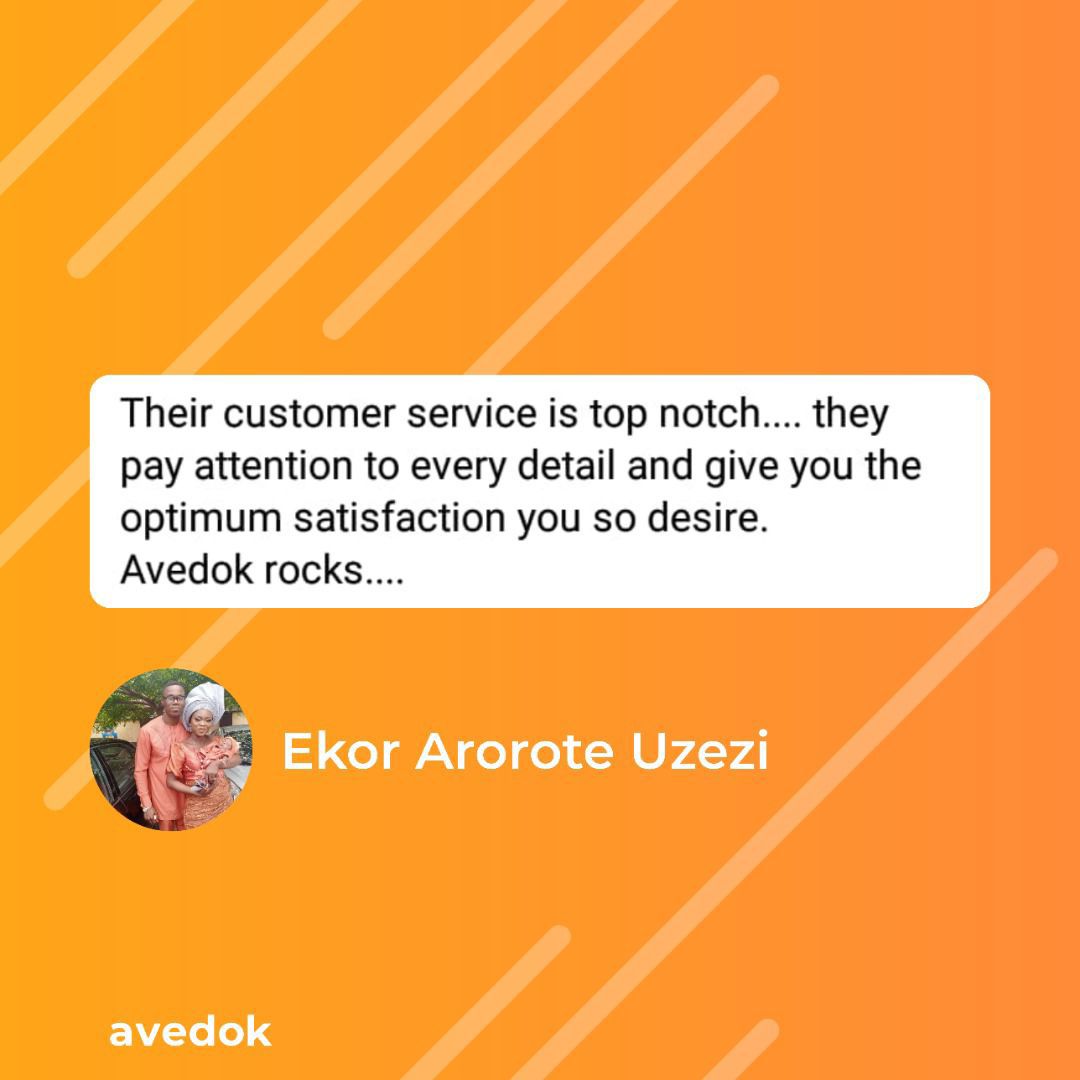 Their customer service is top notch.... they
pay attention to every detail and give you the
optimum satisfaction you so desire.
Avedok rocks....
Ekor Arorote Uzezi
avedok